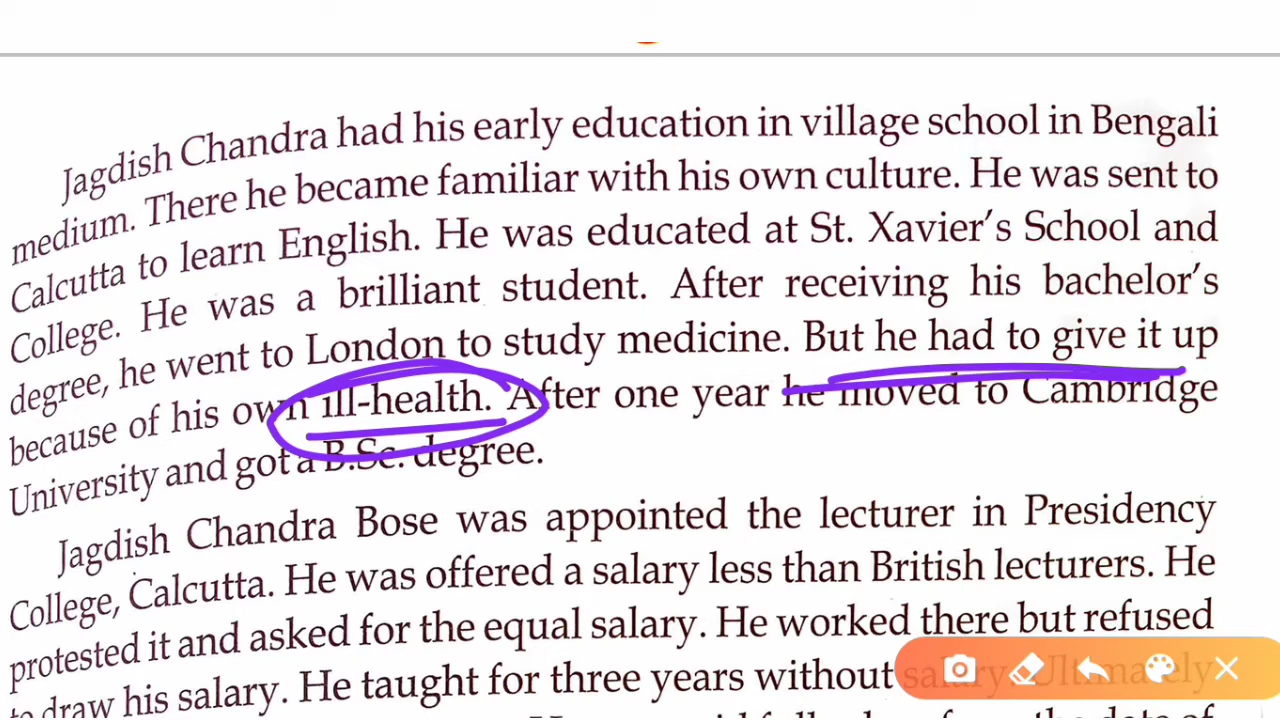 Jagdish Chandra had his early education in village school in Bengali
medium. There he became familiar with his own culture. He was sent to
Calcutta to learn English. He was educated at St. Xavier's School and
College. He was a brilliant student. After receiving his bachelor's
degree, he went to London to study medicine. But he had to give it up
because of his own ill-health. After one year he moved to Cambridge
University and got a B.Sc. degree.
Jagdish Chandra Bose was appointed the lecturer in Presidency
College, Calcutta. He was offered a salary less than British lecturers. He
protested it and asked for the equal salary. He worked there but refused
to draw his salary. He taught for three years without salary. Ultimately